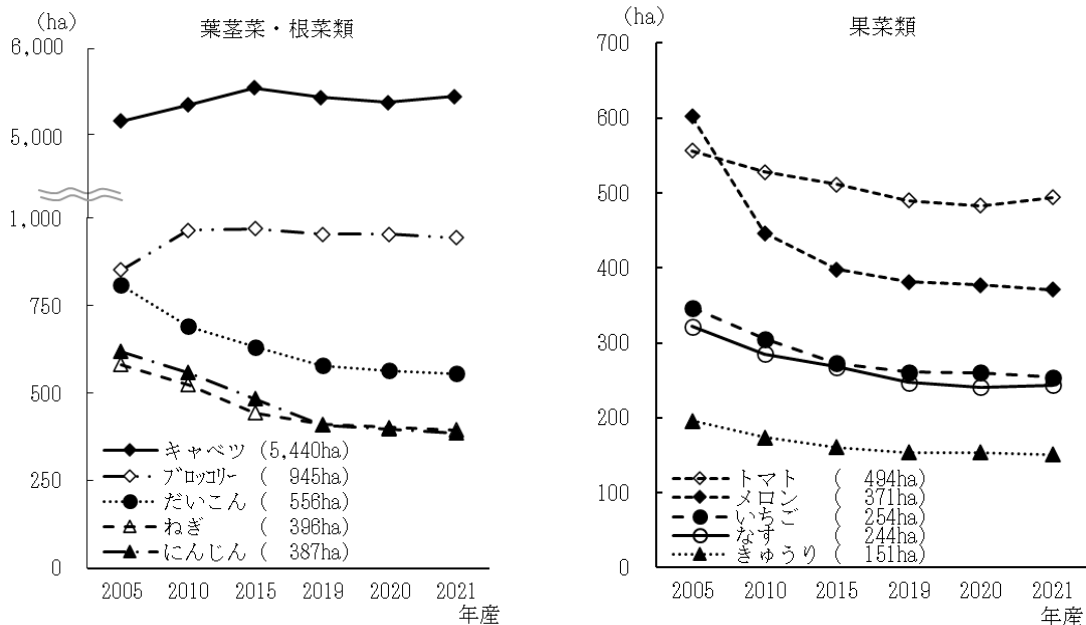 葉茎菜・根菜類
(ha)
6,000
5,000
1,000
750
500
250
0
キャベツ (5,440ha)
ブロッコリー ( 945ha)
だいこん ( 556ha)
ねぎ ( 396ha)
にんじん ( 387ha)
2005 2010 2015 2019 2020 2021
年産
果菜類
(ha)
700
600
500
400
300
200
100
0
トマト ( 494ha)
メロン ( 371ha)
いちご ( 254ha)
なす ( 244ha)
きゅうり ( 151ha)
2005 2010 2015 2019 2020 2021
年産